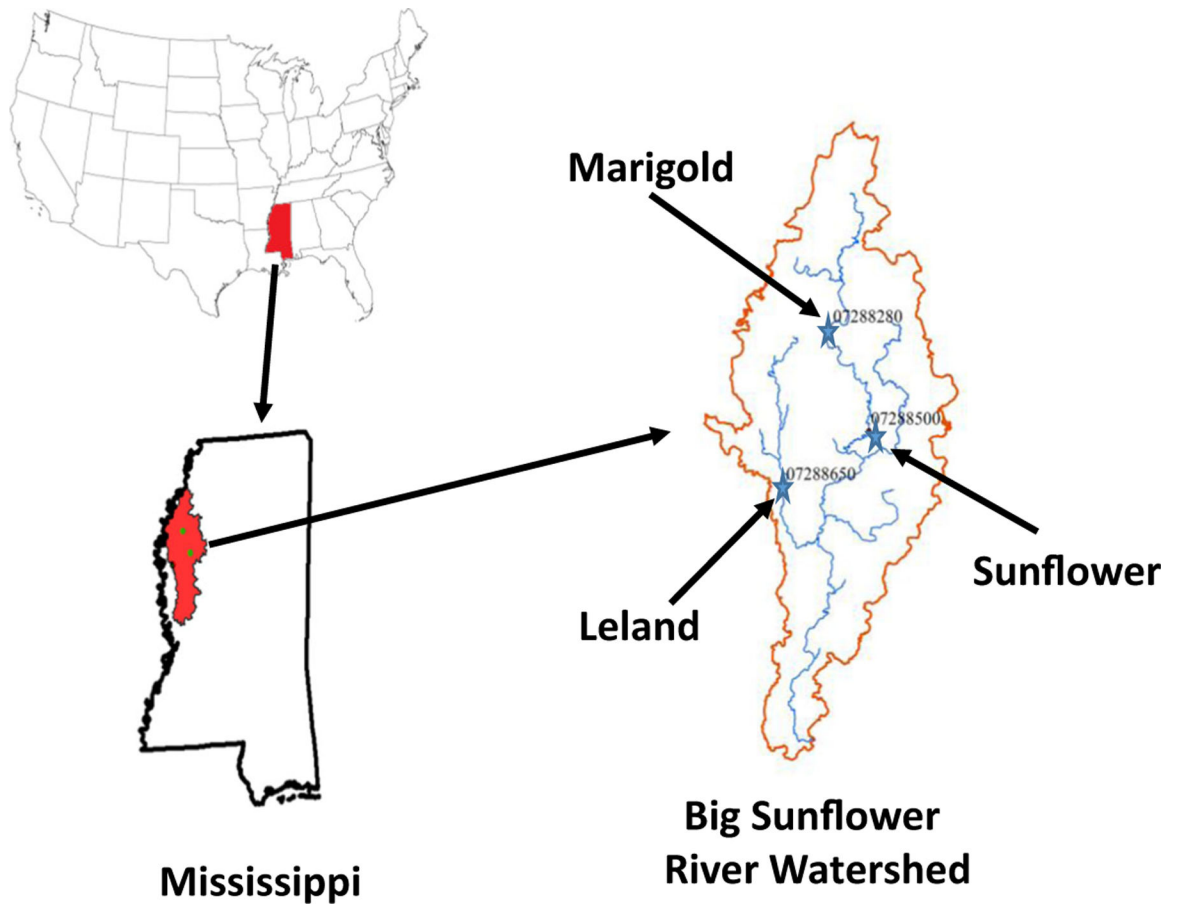 Marigold
07288280
07288500
07288650
Sunflower
Leland
Big Sunflower
River Watershed
Mississippi